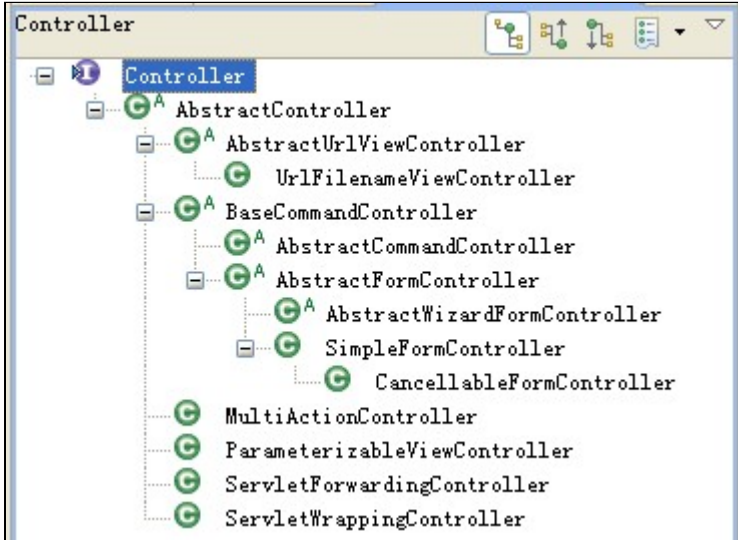 Controller
Controller
AbstractController
AbstractUrlViewController
UrlFilenameViewController
BaseCommandController
AbstractCommandController
AbstractFormController
AbstractWizardFormController
SimpleFormController
CancellableFormController
MultiActionController
ParameterizableViewController
ServletForwardingController
ServletWrappingController